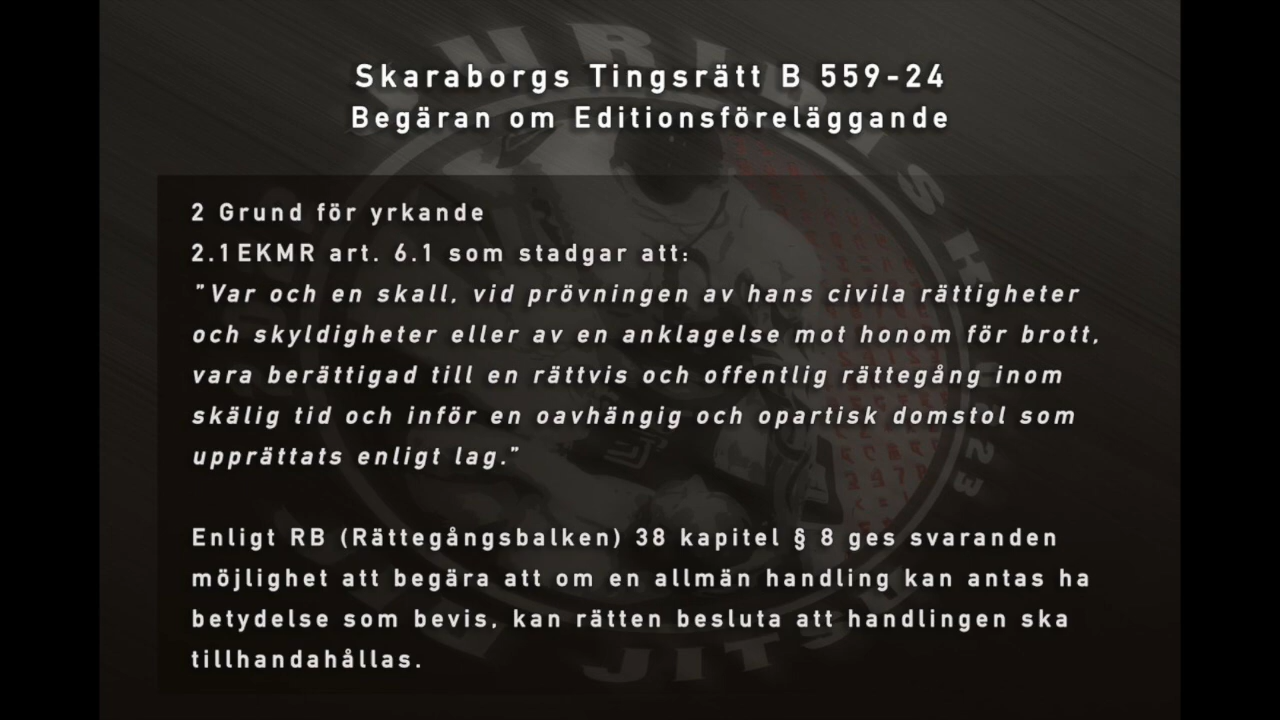 Skaraborgs Tingsrätt B 559-24
Begäran om Editionsföreläggande
2 Grund för yrkande
2.1 EKMR art. 6.1 som stadgar att:
"Var och en skall, vid prövningen av hans civila rättigheter
och skyldigheter eller av en anklagelse mot honom för brott,
vara berättigad till en rättvis och offentlig rättegång inom
skälig tid och inför en oavhängig och opartisk domstol som
upprättats enligt lag."
Enligt RB (Rättegångsbalken) 38 kapitel § 8 ges svaranden
möjlighet att begära att om en allmän handling kan antas ha
betydelse som bevis, kan rätten besluta att handlingen ska
tillhandahållas.